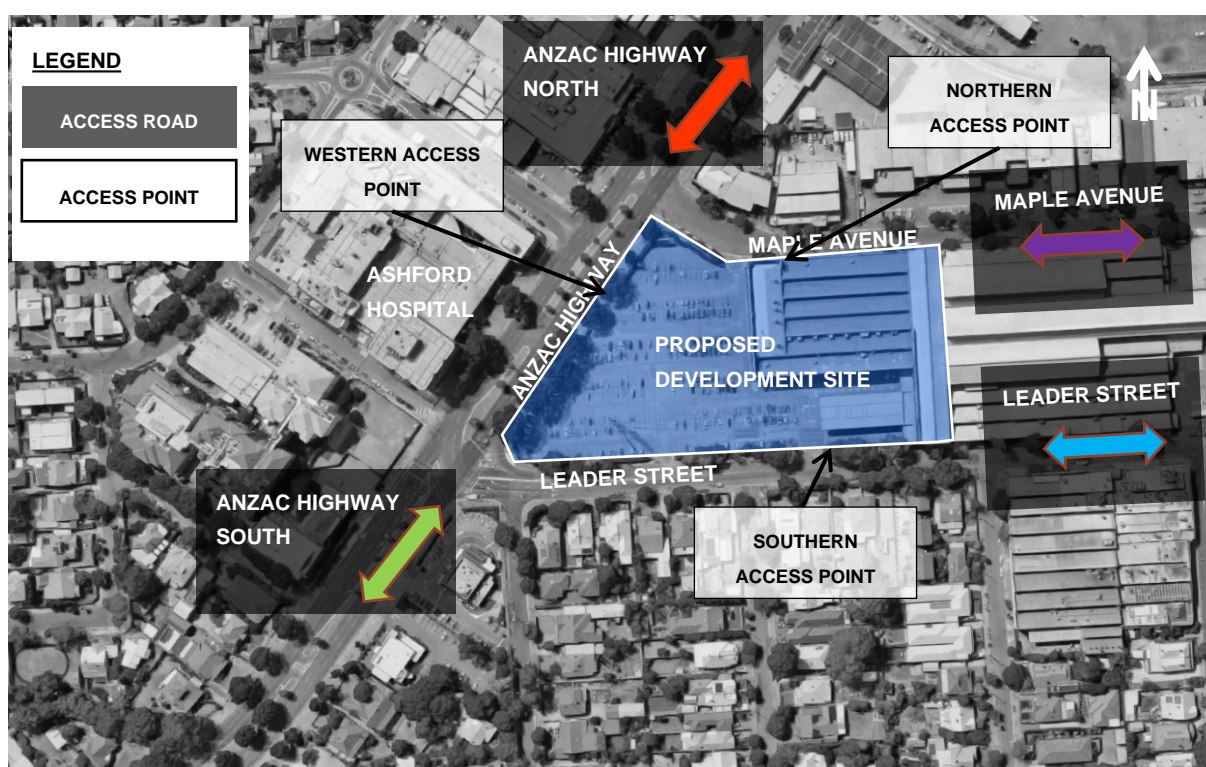 LEGEND
ACCESS ROAD
ACCESS POINT
ANZAC HIGHWAY
NORTH
NORTHERN
ACCESS POINT
N
WESTERN ACCESS
POINT
MAPLE AVENUE
MAPLE AVENUE
ASHFORD
HOSPITAL
ANZAC HIGHWAY
PROPOSED
DEVELOPMENT SITE
LEADER STREET
LEADER STREET
ANZAC HIGHWAY
SOUTH
SOUTHERN
ACCESS POINT